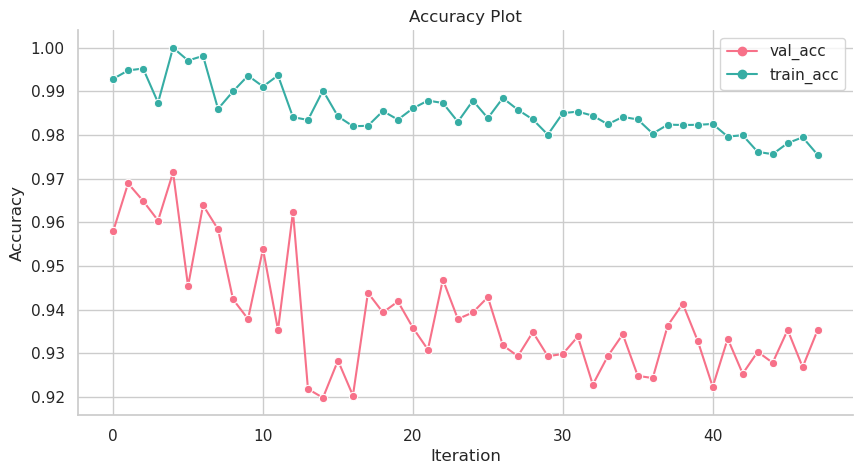 Accuracy Plot
val_acc
train_acc
1.00
0.99
0.98
0.97
0.96
0.95
0.94
0.93
0.92
Accuracy
0 10 20 30 40
Iteration